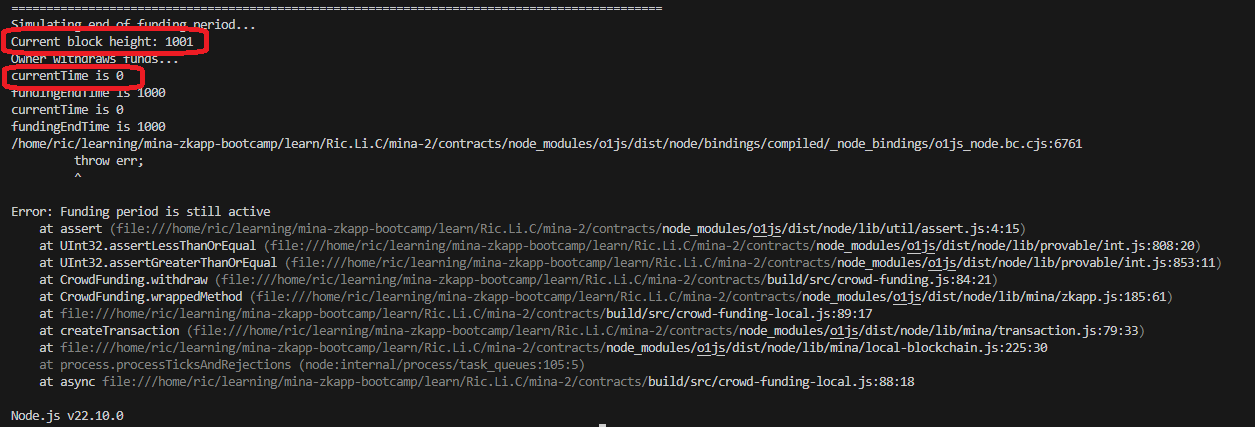 ==========================================================================================
Simulating end of funding period...
Current block height: 1001
Owner withdraws funds...
currentTime is 0
fundingEndTime is 1000
currentTime is 0
fundingEndTime is 1000
/home/ric/learning/mina-zkapp-bootcamp/learn/Ric.Li.C/mina-2/contracts/node_modules/o1js/dist/node/bindings/compiled/_node_bindings/o1js_node.bc.cjs:6761
        throw err;
        ^

Error: Funding period is still active
    at assert (file:///home/ric/learning/mina-zkapp-bootcamp/learn/Ric.Li.C/mina-2/contracts/node_modules/o1js/dist/node/lib/util/assert.js:4:15)
    at UInt32.assertLessThanOrEqual (file:///home/ric/learning/mina-zkapp-bootcamp/learn/Ric.Li.C/mina-2/contracts/node_modules/o1js/dist/node/lib/provable/int.js:808:20)
    at UInt32.assertGreaterThanOrEqual (file:///home/ric/learning/mina-zkapp-bootcamp/learn/Ric.Li.C/mina-2/contracts/node_modules/o1js/dist/node/lib/provable/int.js:853:11)
    at CrowdFunding.withdraw (file:///home/ric/learning/mina-zkapp-bootcamp/learn/Ric.Li.C/mina-2/contracts/build/src/crowd-funding.js:84:21)
    at CrowdFunding.wrappedMethod (file:///home/ric/learning/mina-zkapp-bootcamp/learn/Ric.Li.C/mina-2/contracts/node_modules/o1js/dist/node/lib/mina/zkapp.js:185:61)
    at file:///home/ric/learning/mina-zkapp-bootcamp/learn/Ric.Li.C/mina-2/contracts/build/src/crowd-funding-local.js:89:17
    at createTransaction (file:///home/ric/learning/mina-zkapp-bootcamp/learn/Ric.Li.C/mina-2/contracts/node_modules/o1js/dist/node/lib/mina/transaction.js:79:33)
    at file:///home/ric/learning/mina-zkapp-bootcamp/learn/Ric.Li.C/mina-2/contracts/node_modules/o1js/dist/node/lib/mina/local-blockchain.js:225:30
    at process.processTicksAndRejections (node:internal/process/task_queues:105:5)
    at async file:///home/ric/learning/mina-zkapp-bootcamp/learn/Ric.Li.C/mina-2/contracts/build/src/crowd-funding-local.js:88:18

Node.js v22.10.0